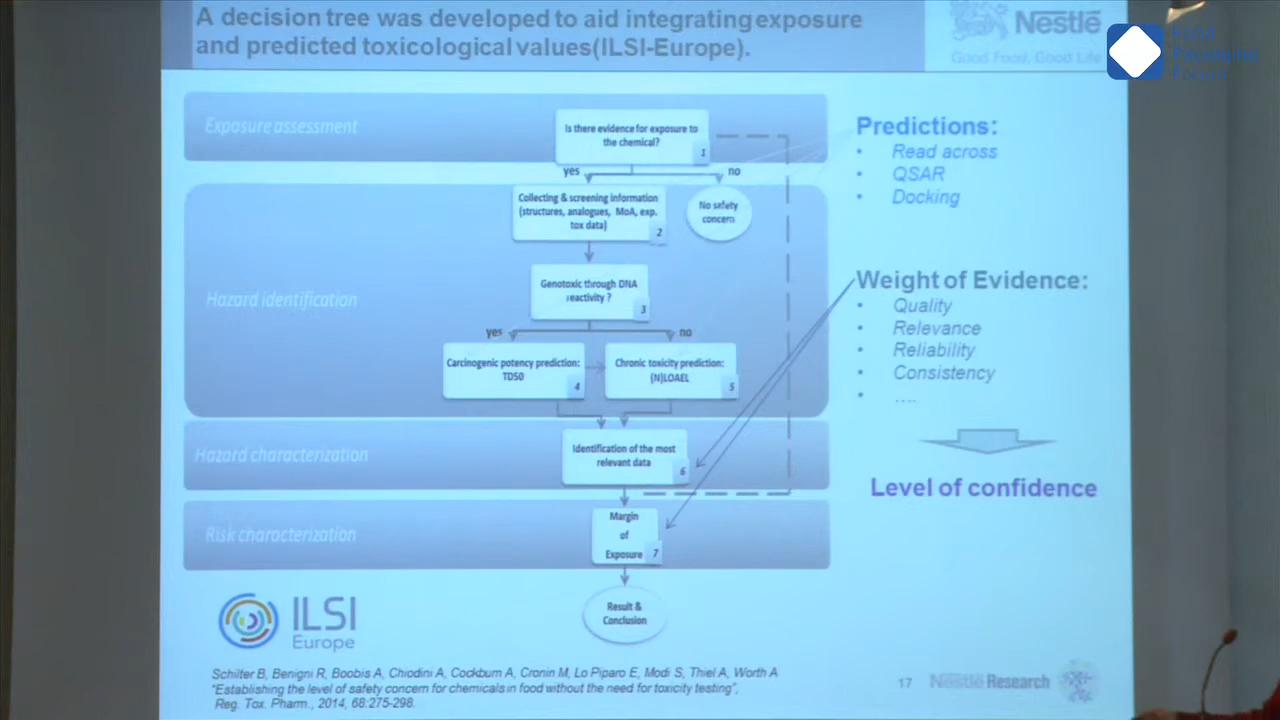 A decision tree was developed to aid integrating exposure
and predicted toxicological values(ILSI-Europe).
Nestlé
Good Food, Good Life
Food
Packaging
Forum
Exposure assessment
Is there evidence for exposure to
the chemical?
1
yes
no
Collecting & screening information
(structures, analogues, MoA, exp.
tox data)
2
No safety
concern
Hazard identification
Genotoxic through DNA
reactivity ?
3
yes
no
Carcinogenic potency prediction:
TD50
4
Chronic toxicity prediction:
(N)LOAEL
5
Hazard characterization
Identification of the most
relevant data
6
Risk characterization
Margin
of
Exposure
7
Result &
Conclusion
Predictions:
• Read across
• QSAR
• Docking
Weight of Evidence:
• Quality
• Relevance
• Reliability
• Consistency
• ....
Level of confidence
ILSI
Europe
Schilter B, Benigni R, Boobis A, Chiodini A, Cockburn A, Cronin M, Lo Piparo E, Modi S, Thiel A, Worth A
"Establishing the level of safety concern for chemicals in food without the need for toxicity testing",
Reg. Tox. Pharm., 2014, 68:275-298.
17
Nestlé Research